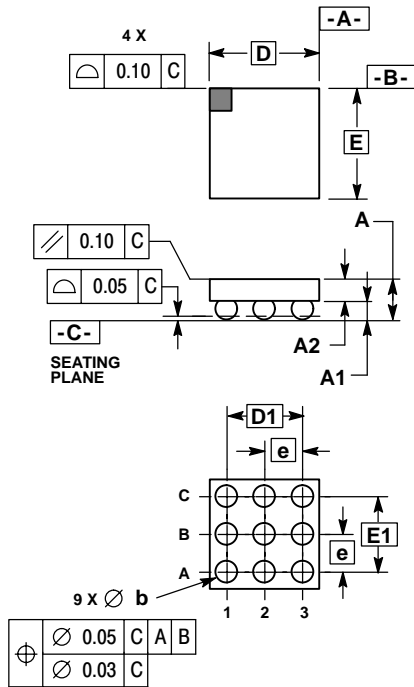 4 X
⌓ 0.10 C
D
-A-
-B-
E
A
// 0.10 C
⌓ 0.05 C
-C-
SEATING
PLANE
A2
A1
D1
e
C
B
A
E1
e
9 X ∅ b
1 2 3
⌖ ∅ 0.05 C A B
∅ 0.03 C